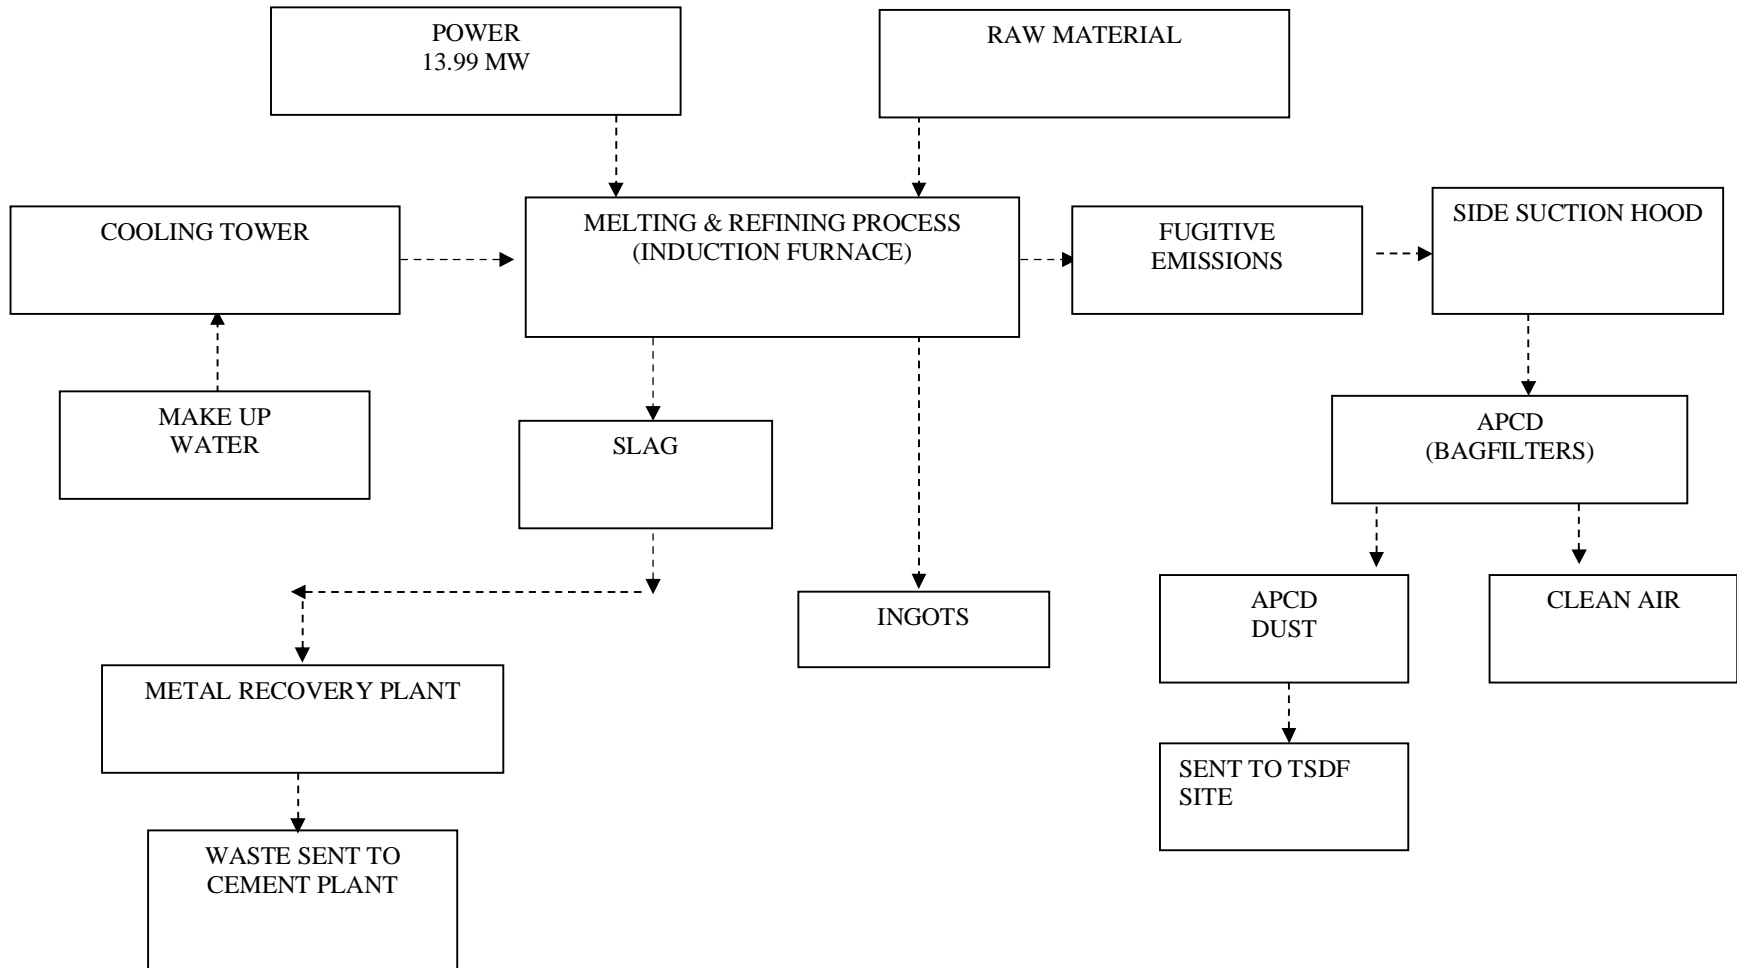 POWER
13.99 MW
RAW MATERIAL
COOLING TOWER
MELTING & REFINING PROCESS
(INDUCTION FURNACE)
FUGITIVE
EMISSIONS
SIDE SUCTION HOOD
MAKE UP
WATER
SLAG
APCD
(BAGFILTERS)
INGOTS
APCD
DUST
CLEAN AIR
METAL RECOVERY PLANT
SENT TO TSDF
SITE
WASTE SENT TO
CEMENT PLANT